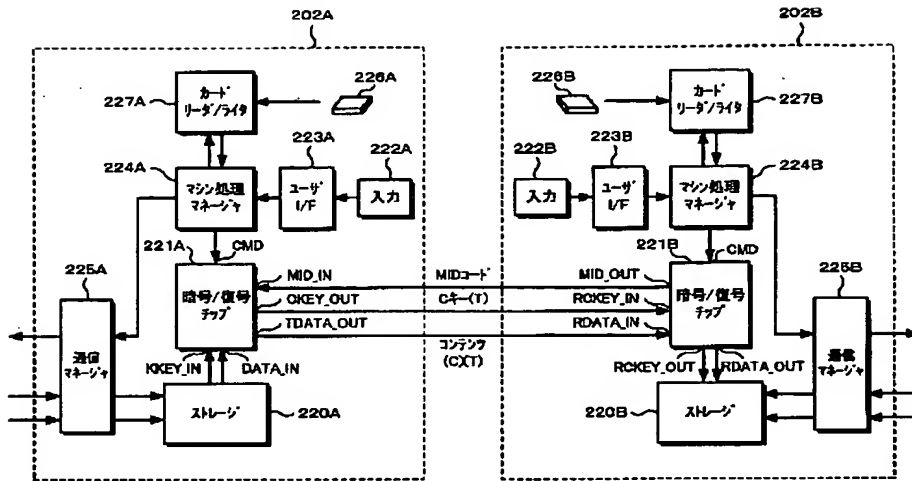 202A
202B
226A
226B
カード
リーダ/ライタ
カード
リーダ/ライタ
227A
227B
223A
222A
222B
223B
224A
224B
マシン処理
マネージャ
ユーザ
I/F
入力
入力
ユーザ
I/F
マシン処理
マネージャ
221A
CMD
221B
CMD
225A
225B
MID_IN
MIDコード
MID_OUT
暗号/復号
チップ
CKEY_OUT
Cキー(T)
RCKEY_IN
暗号/復号
チップ
TDATA_OUT
コンテンツ
(C)(T)
RDATA_IN
通信
マネージャ
通信
マネージャ
KKEY_IN
DATA_IN
RCKEY_OUT
RDATA_OUT
ストレージ
220A
220B
ストレージ